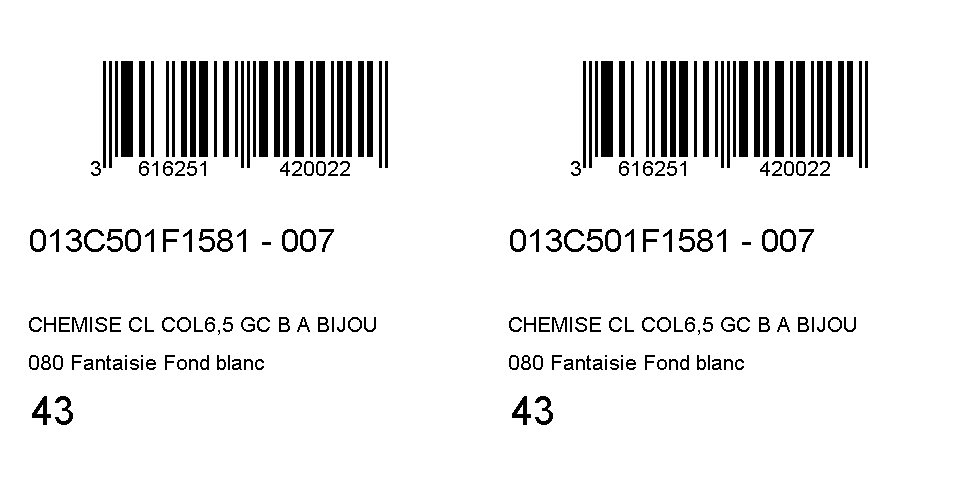 3 616251 420022 3 616251 420022
013C501F1581 - 007 013C501F1581 - 007
CHEMISE CL COL6,5 GC B A BIJOU CHEMISE CL COL6,5 GC B A BIJOU
080 Fantaisie Fond blanc 080 Fantaisie Fond blanc
43 43